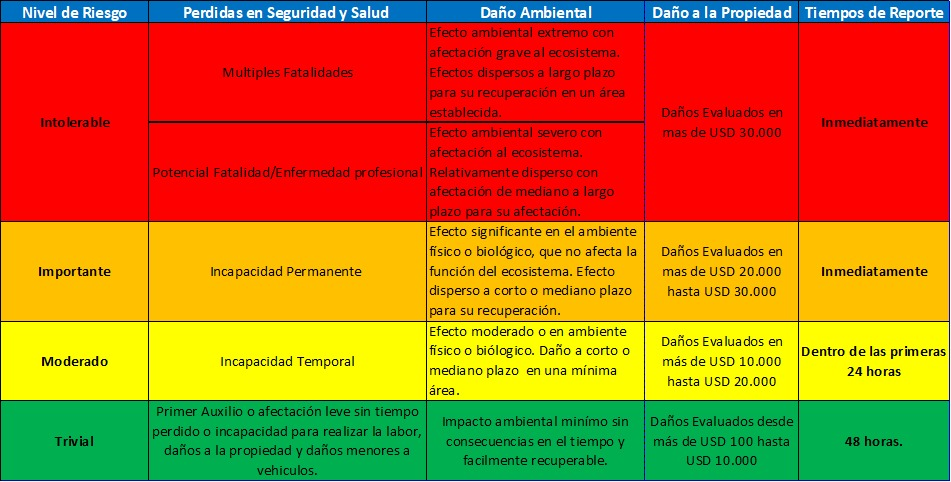 Nivel de Riesgo
Perdidas en Seguridad y Salud
Daño Ambiental
Daño a la Propiedad
Tiempos de Reporte
Intolerable
Multiples Fatalidades
Efecto ambiental extremo con
afectación grave al ecosistema.
Efectos dispersos a largo plazo
para su recuperación en un área
establecida.
Potencial Fatalidad/Enfermedad profesional
Efecto ambiental severo con
afectación al ecosistema.
Relativamente disperso con
afectación de mediano a largo
plazo para su afectación.
Daños Evaluados en
mas de USD 30.000
Inmediatamente
Importante
Incapacidad Permanente
Efecto significante en el ambiente
físico o biológico, que no afecta la
función del ecosistema. Efecto
disperso a corto o mediano plazo
para su recuperación.
Daños Evaluados en
mas de USD 20.000
hasta USD 30.000
Inmediatamente
Moderado
Incapacidad Temporal
Efecto moderado o en ambiente
físico o biólogico. Daño a corto o
mediano plazo en una mínima
área.
Daños Evaluados en
más de USD 10.000
hasta USD 20.000
Dentro de las primeras
24 horas
Trivial
Primer Auxilio o afectación leve sin tiempo
perdido o incapacidad para realizar la labor,
daños a la propiedad y daños menores a
vehiculos.
Impacto ambiental minímo sin
consecuencias en el tiempo y
facilmente recuperable.
Daños Evaluados desde
más de USD 100 hasta
USD 10.000
48 horas.